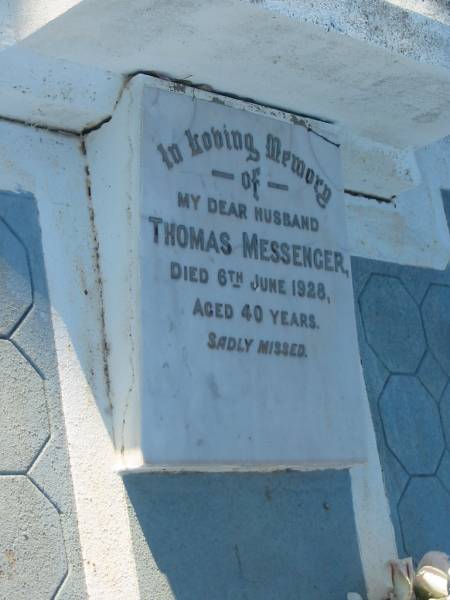 In Loving Memory
— of —
MY DEAR HUSBAND
THOMAS MESSENGER,
DIED 6TH JUNE 1928,
AGED 40 YEARS.
SADLY MISSED.